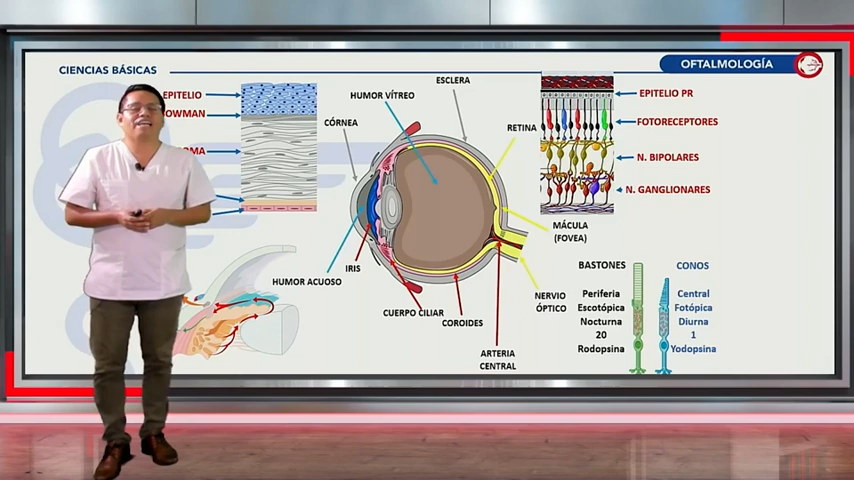 CIENCIAS BÁSICAS
OFTALMOLOGÍA
EPITELIO
OWMAN
MA
CÓRNEA
HUMOR VÍTREO
ESCLERA
RETINA
EPITELIO PR
FOTORECEPTORES
N. BIPOLARES
N. GANGLIONARES
MÁCULA
(FOVEA)
HUMOR ACUOSO
IRIS
CUERPO CILIAR
COROIDES
ARTERIA
CENTRAL
NERVIO
ÓPTICO
BASTONES
Periferia
Escotópica
Nocturna
20
Rodopsina
CONOS
Central
Fotópica
Diurna
1
Yodopsina